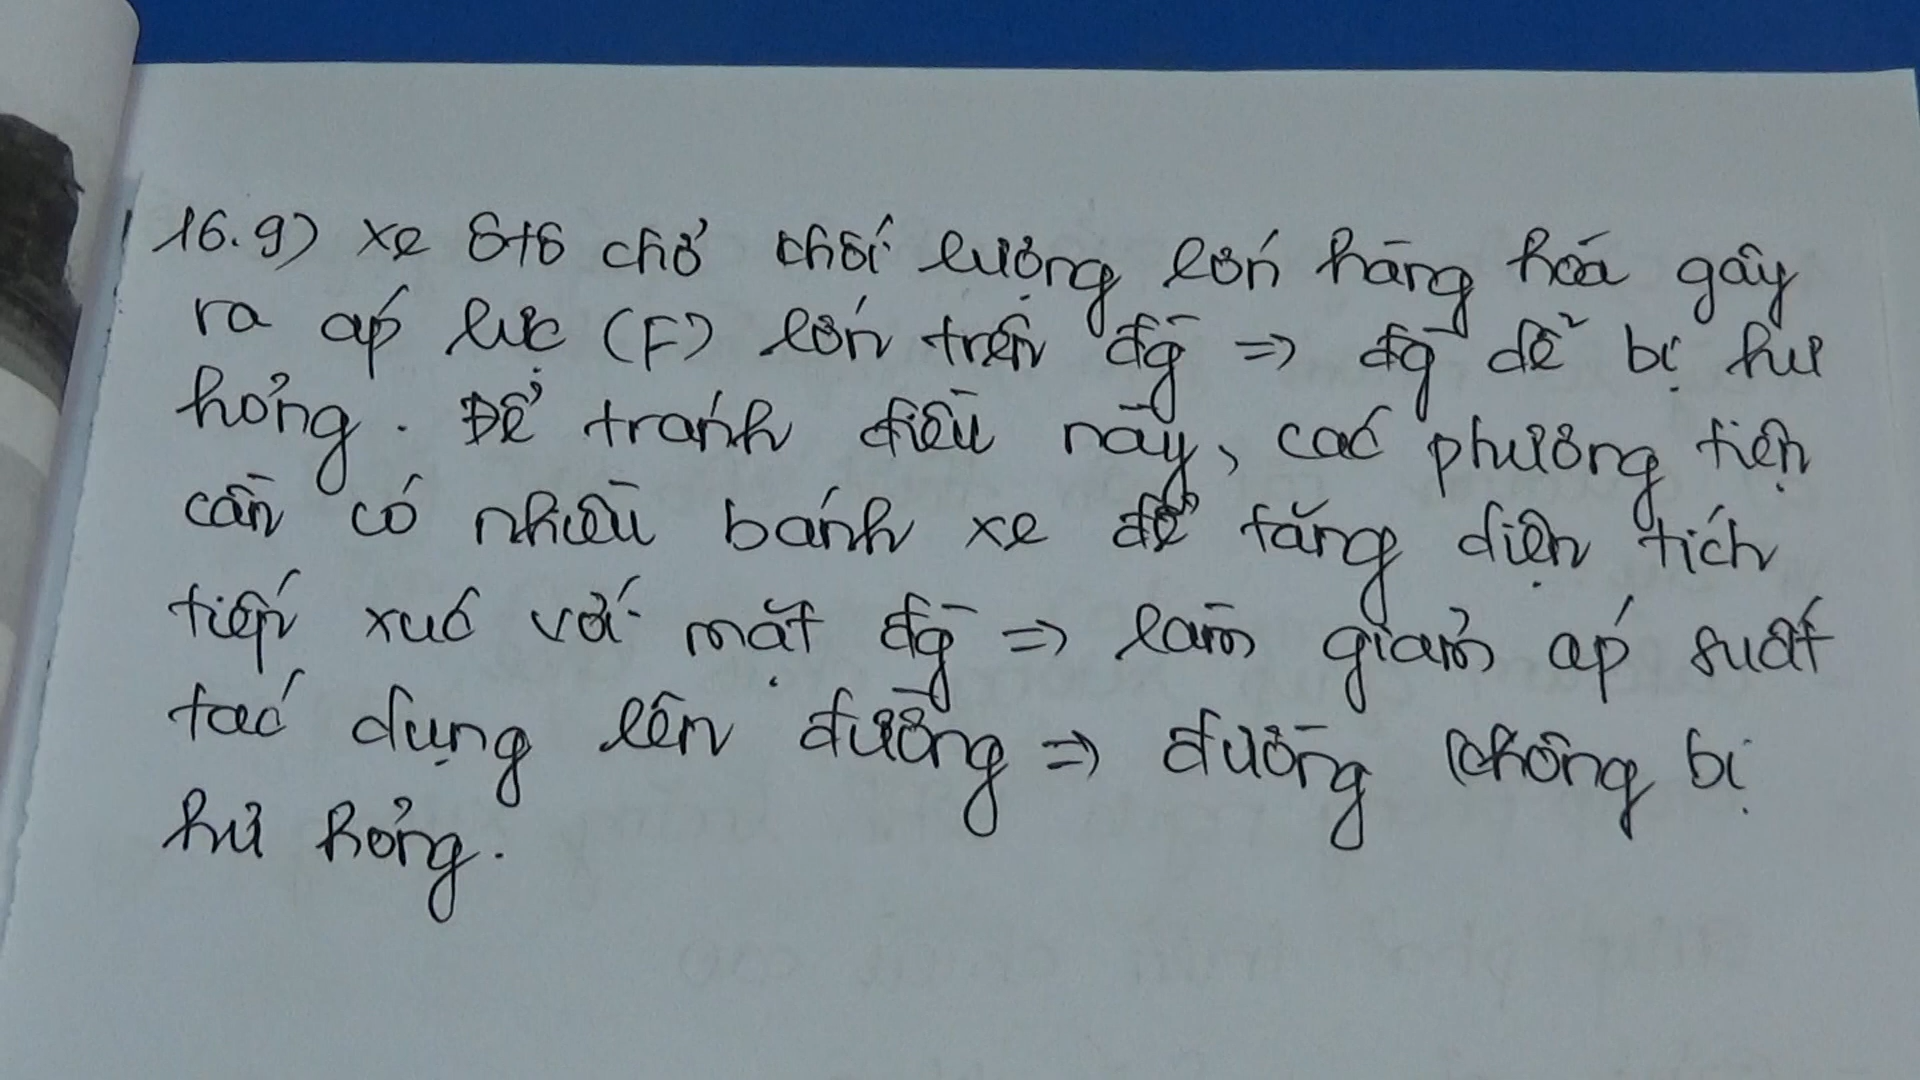 16.9) xe ôtô chở khối lượng lớn hàng hoá gây
ra áp lực (F) lớn trên đg̀ => đg̀ dễ bị hư
hỏng. Để tránh điều này, các phương tiện
cần có nhiều bánh xe để tăng diện tích
tiếp xúc với mặt đg̀ => làm giảm áp suất
tác dụng lên đường => đường không bị
hư hỏng.